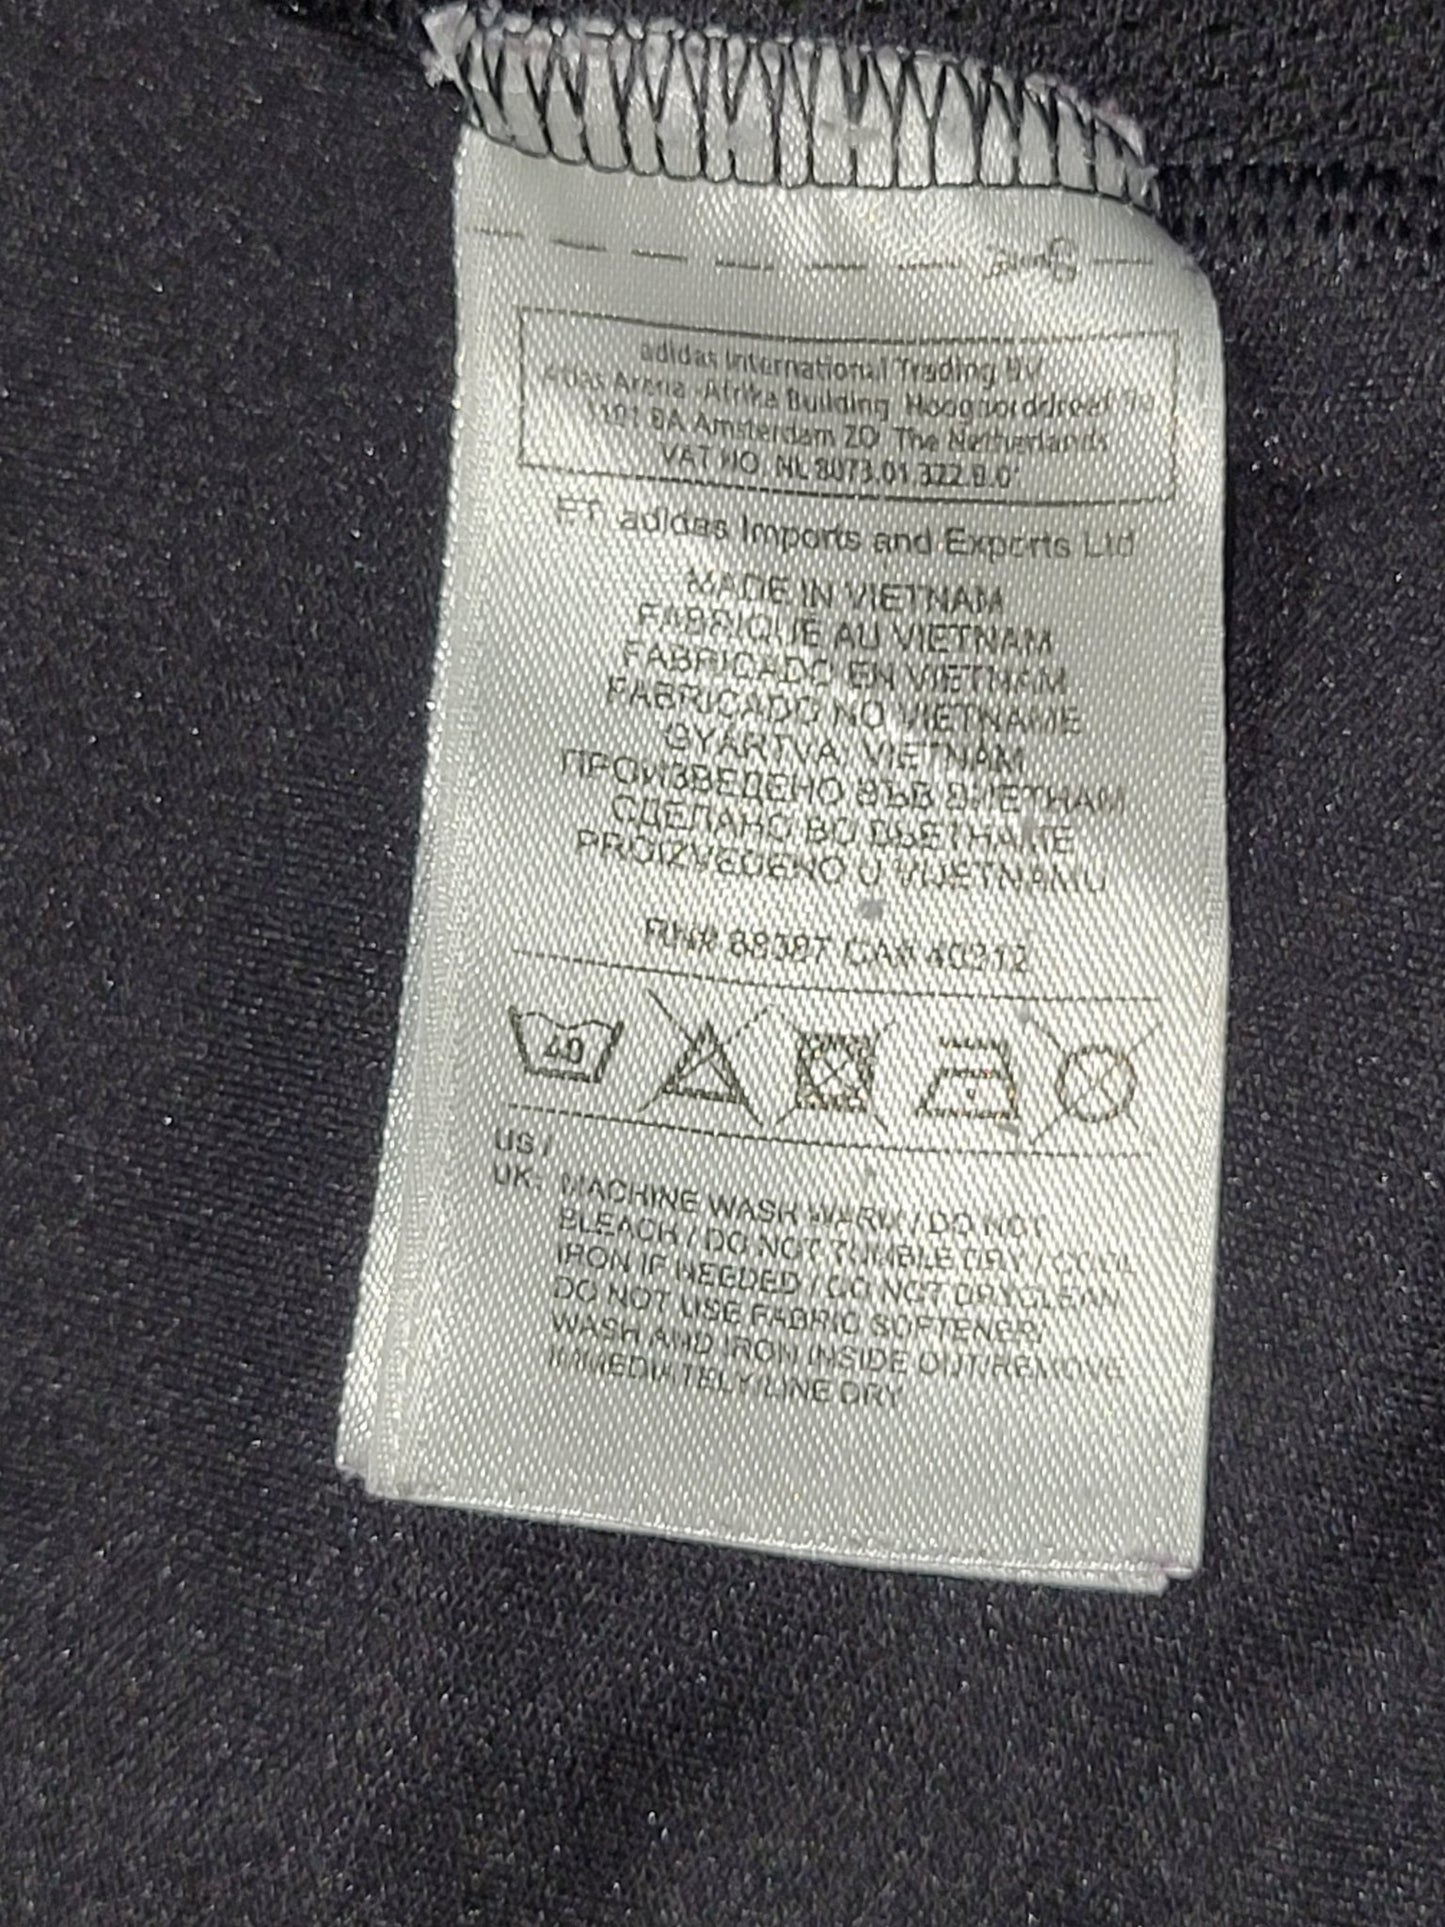 adidas International Trading BV
adidas Arena -Afrika Building Hoogoorddreef
1101 BA Amsterdam ZO The Netherlands
VAT NO. NL 8073.01.322.B.01
ET. adidas Imports and Exports Ltd
MADE IN VIETNAM
FABRIQUE AU VIETNAM
FABRICADO EN VIETNAM
FABRICADO NO VIETNAME
GYÁRTVA: VIETNAM
ПРОИЗВЕДЕНО ВЪВ ВИЕТНАМ
СДЕЛАНО ВО ВЬЕТНАМЕ
PROIZVEDENO U VIJETNAMU
RN# 88387 CA# 40312
40
US /
UK: MACHINE WASH WARM / DO NOT
BLEACH / DO NOT TUMBLE DRY / COOL
IRON IF NEEDED / DO NOT DRYCLEAN
DO NOT USE FABRIC SOFTENER/
WASH AND IRON INSIDE OUT/REMOVE
IMMEDIATELY/LINE DRY